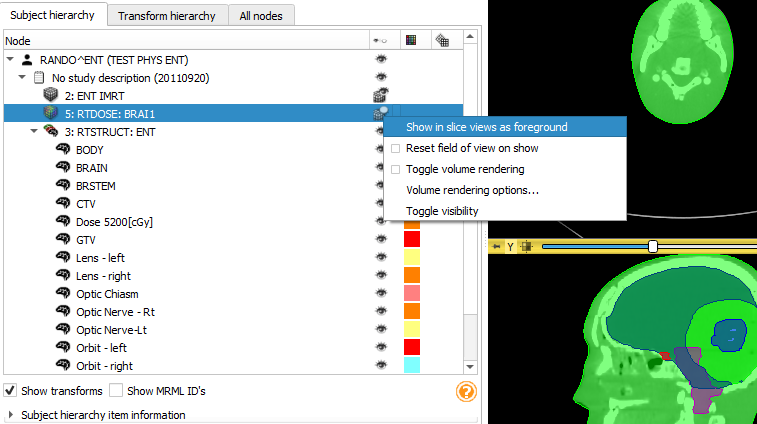 Subject hierarchy Transform hierarchy All nodes
Node
RANDO^ENT (TEST PHYS ENT)
No study description (20110920)
2: ENT IMRT
5: RTDOSE: BRAI1
3: RTSTRUCT: ENT
BODY
BRAIN
BRSTEM
CTV
Dose 5200[cGy]
GTV
Lens - left
Lens - right
Optic Chiasm
Optic Nerve - Rt
Optic Nerve-Lt
Orbit - left
Orbit - right
Show in slice views as foreground
Reset field of view on show
Toggle volume rendering
Volume rendering options...
Toggle visibility
Y
Show transforms Show MRML ID's
?
Subject hierarchy item information